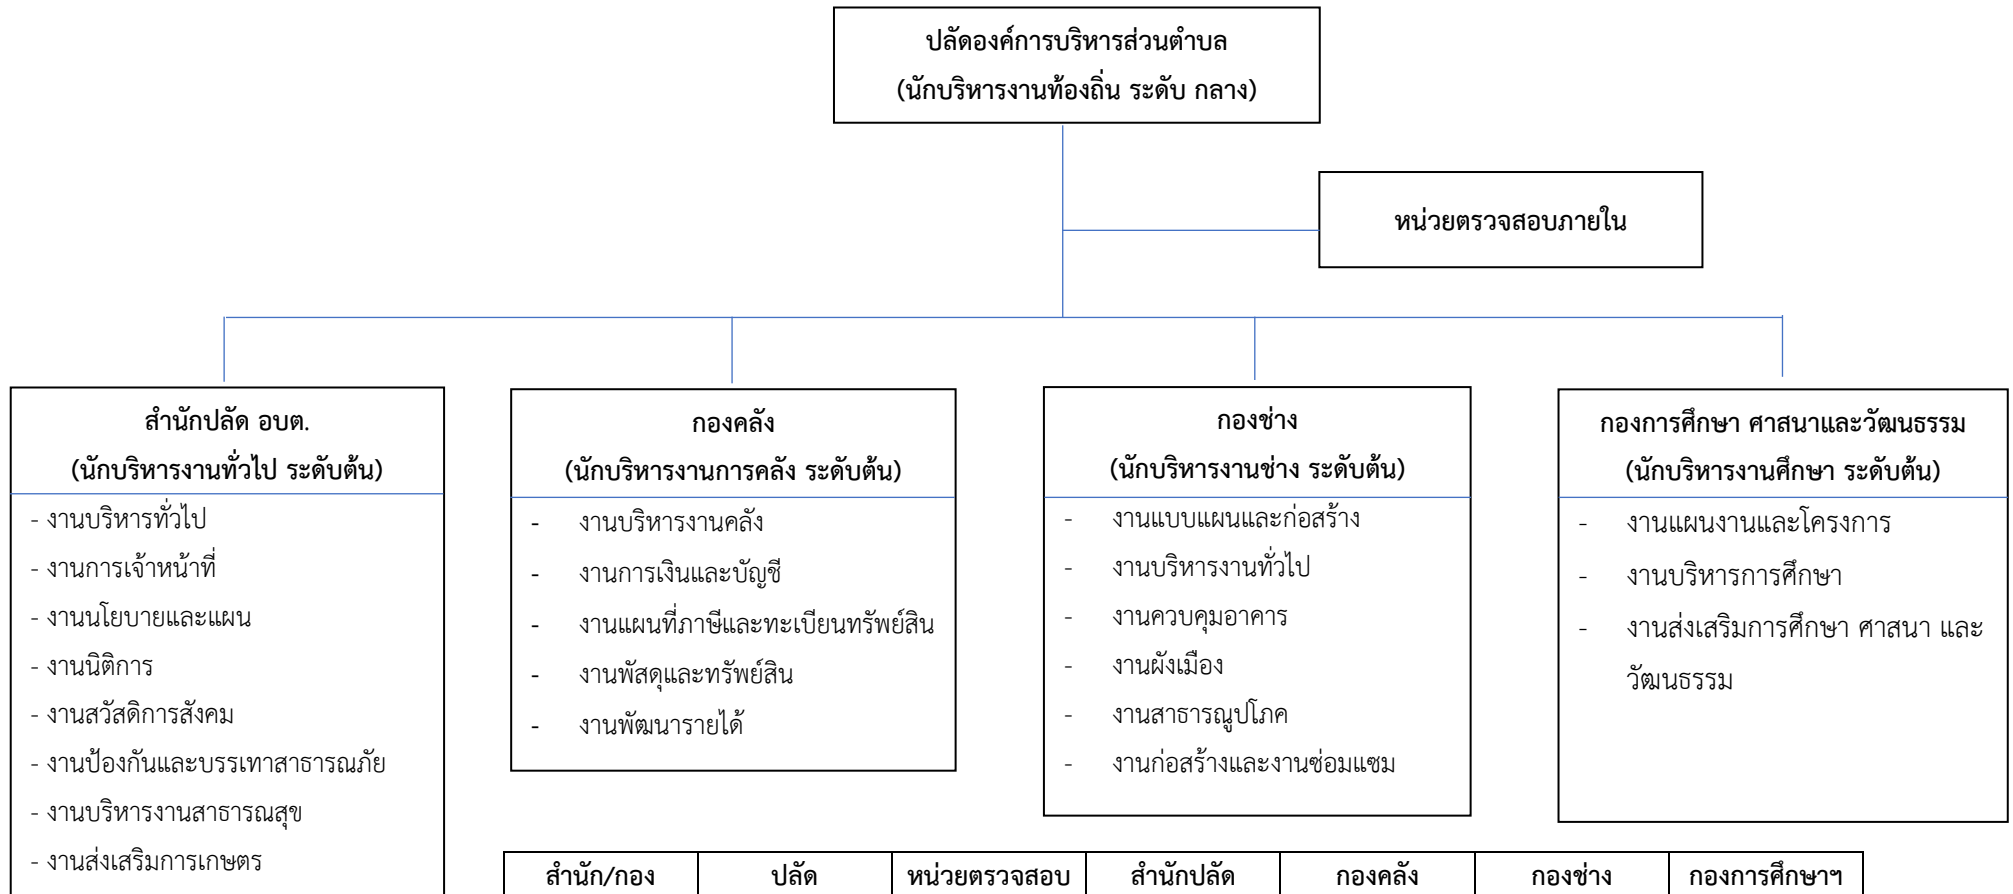 ปลัดองค์การบริหารส่วนตำบล
(นักบริหารงานท้องถิ่น ระดับ กลาง)
หน่วยตรวจสอบภายใน
สำนักปลัด อบต.
(นักบริหารงานทั่วไป ระดับต้น)
- งานบริหารทั่วไป
- งานการเจ้าหน้าที่
- งานนโยบายและแผน
- งานนิติการ
- งานสวัสดิการสังคม
- งานป้องกันและบรรเทาสาธารณภัย
- งานบริหารงานสาธารณสุข
- งานส่งเสริมการเกษตร
กองคลัง
(นักบริหารงานการคลัง ระดับต้น)
- งานบริหารงานคลัง
- งานการเงินและบัญชี
- งานแผนที่ภาษีและทะเบียนทรัพย์สิน
- งานพัสดุและทรัพย์สิน
- งานพัฒนารายได้
กองช่าง
(นักบริหารงานช่าง ระดับต้น)
- งานแบบแผนและก่อสร้าง
- งานบริหารงานทั่วไป
- งานควบคุมอาคาร
- งานผังเมือง
- งานสาธารณูปโภค
- งานก่อสร้างและงานซ่อมแซม
กองการศึกษา ศาสนาและวัฒนธรรม
(นักบริหารงานศึกษา ระดับต้น)
- งานแผนงานและโครงการ
- งานบริหารการศึกษา
- งานส่งเสริมการศึกษา ศาสนา และ
วัฒนธรรม
สำนัก/กอง ปลัด หน่วยตรวจสอบ สำนักปลัด กองคลัง กองช่าง กองการศึกษาฯ